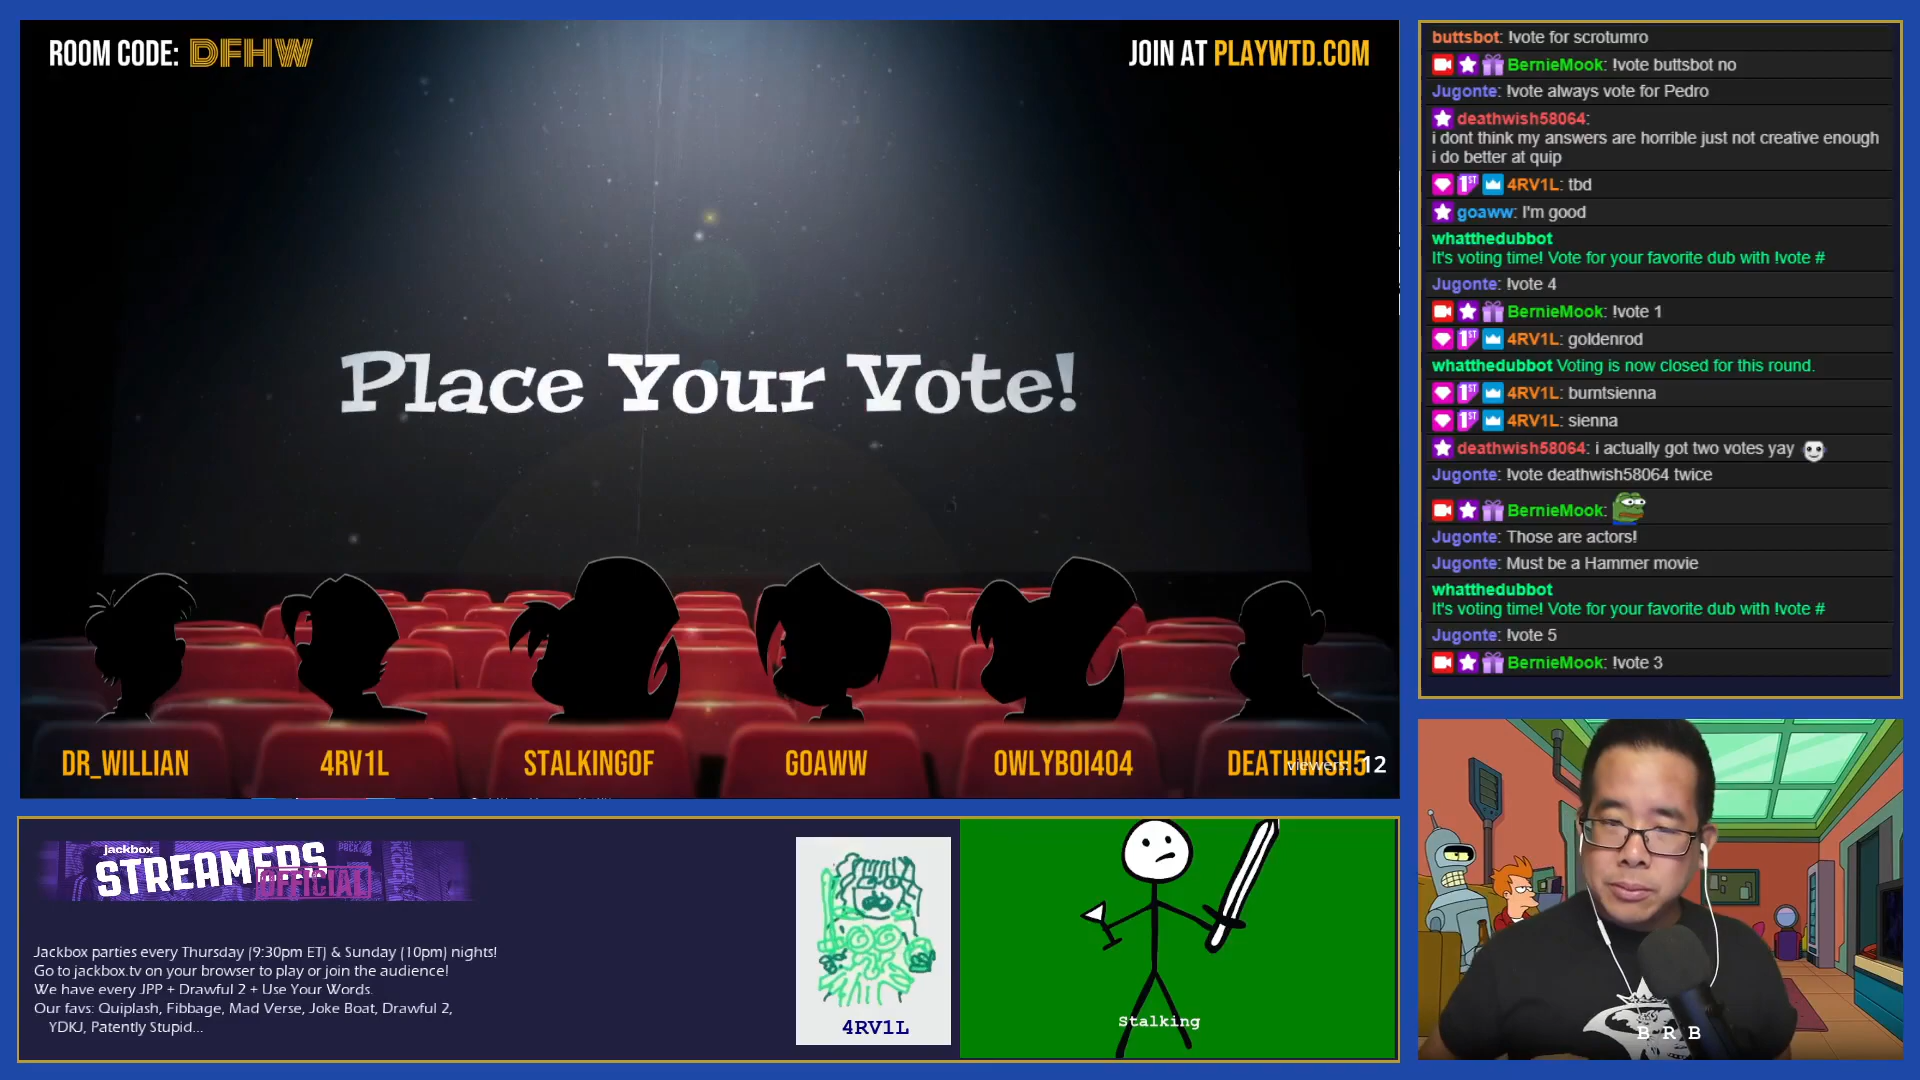 ROOM CODE: DFHW
JOIN AT PLAYWTD.COM
Place Your Vote!
DR_WILLIAN
4RV1L
STALKINGOF
GOAWW
OWLYBOI404
DEATHWISH5
viewers: 12
buttsbot: !vote for scrotumro
BernieMook: !vote buttsbot no
Jugonte: !vote always vote for Pedro
deathwish58064:
i dont think my answers are horrible just not creative enough
i do better at quip
1ST 4RV1L: tbd
goaww: I'm good
whatthedubbot
It's voting time! Vote for your favorite dub with !vote #
Jugonte: !vote 4
BernieMook: !vote 1
1ST 4RV1L: goldenrod
whatthedubbot Voting is now closed for this round.
1ST 4RV1L: burntsienna
1ST 4RV1L: sienna
deathwish58064: i actually got two votes yay
Jugonte: !vote deathwish58064 twice
BernieMook:
Jugonte: Those are actors!
Jugonte: Must be a Hammer movie
whatthedubbot
It's voting time! Vote for your favorite dub with !vote #
Jugonte: !vote 5
BernieMook: !vote 3
jackbox
STREAMERS
OFFICIAL
Jackbox parties every Thursday (9:30pm ET) & Sunday (10pm) nights!
Go to jackbox.tv on your browser to play or join the audience!
We have every JPP + Drawful 2 + Use Your Words.
Our favs: Quiplash, Fibbage, Mad Verse, Joke Boat, Drawful 2,
YDKJ, Patently Stupid...
4RV1L
Stalking
B R B